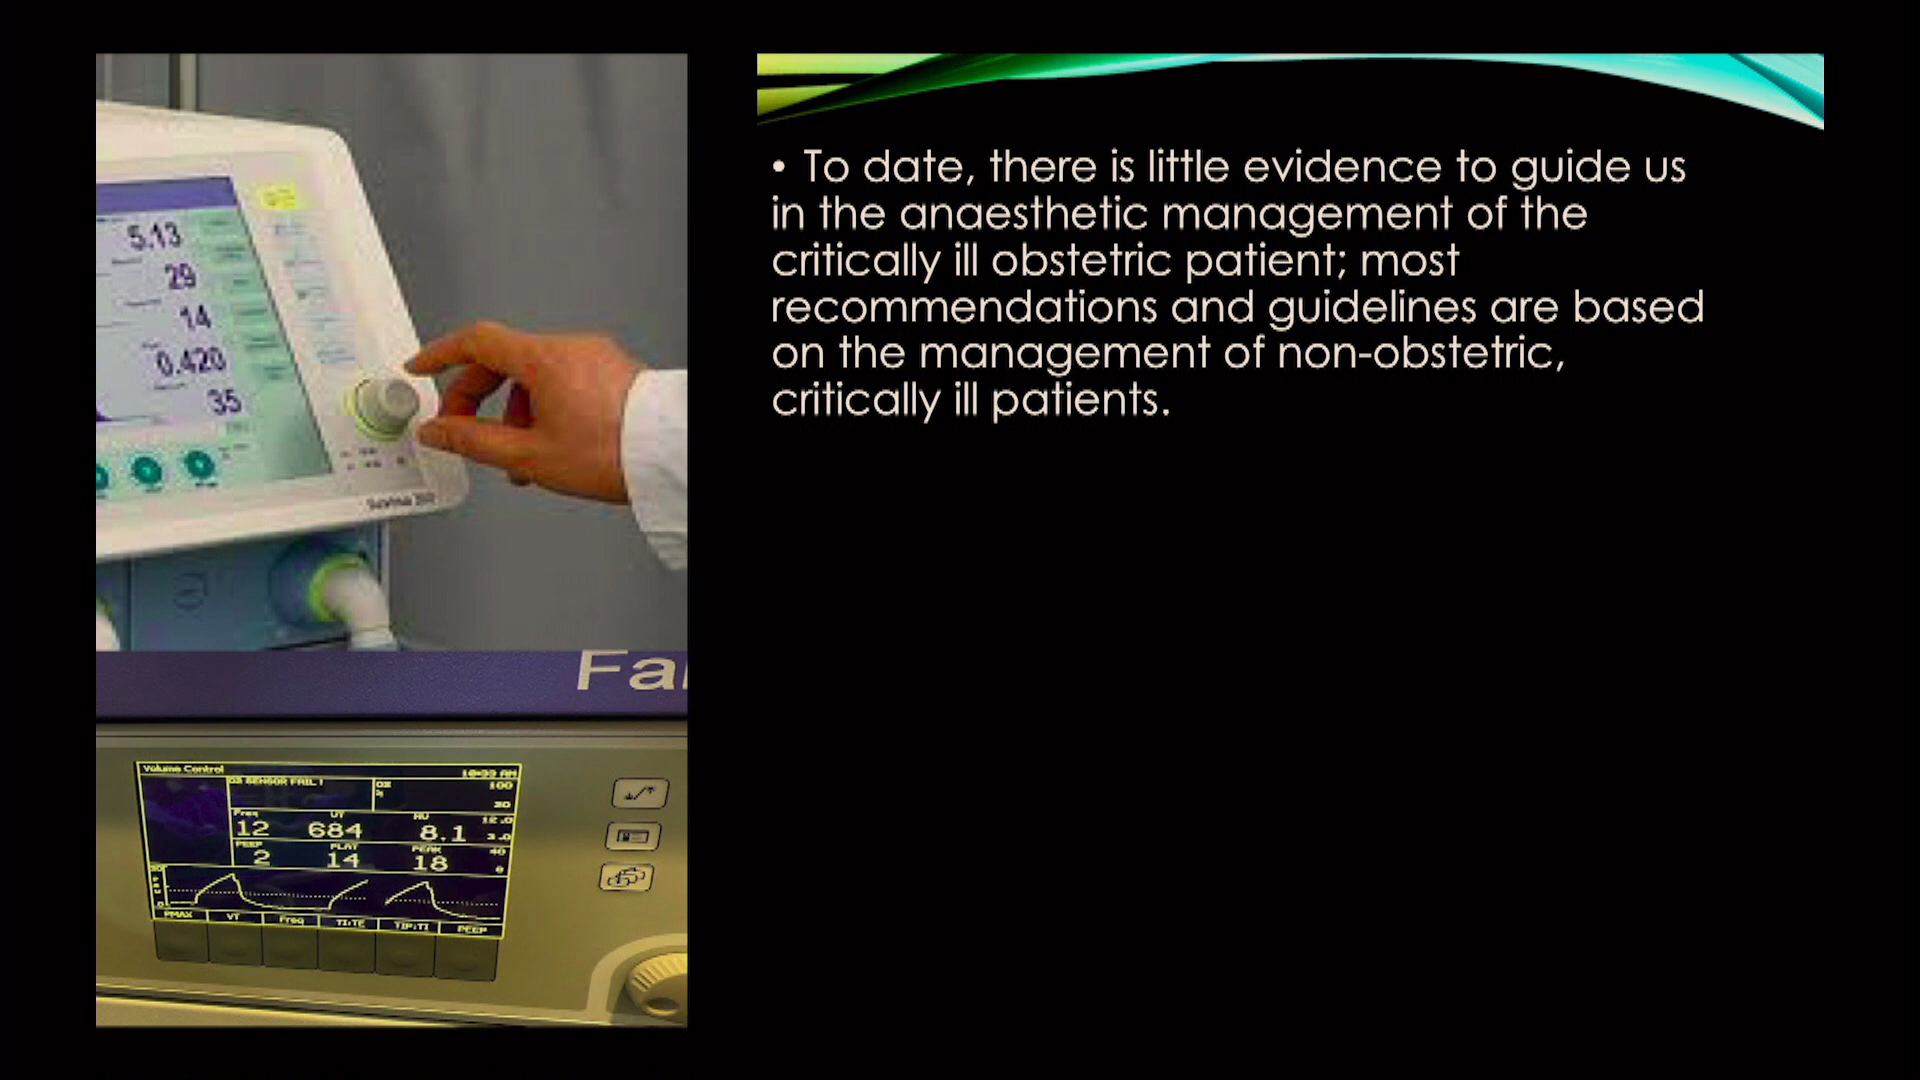 5.13
29
14
0.420
35
• To date, there is little evidence to guide us
in the anaesthetic management of the
critically ill obstetric patient; most
recommendations and guidelines are based
on the management of non-obstetric,
critically ill patients.
Fa
Volume Control
10:33 AM
O2 SENSOR FAIL !
O2
%
100
Freq
VT
MV
12.0
12
684
8.1
3.0
PEEP
PLAT
PEAK
40
2
14
18
0
PMAX
VT
Freq
TI:TE
TIP:TI
PEEP